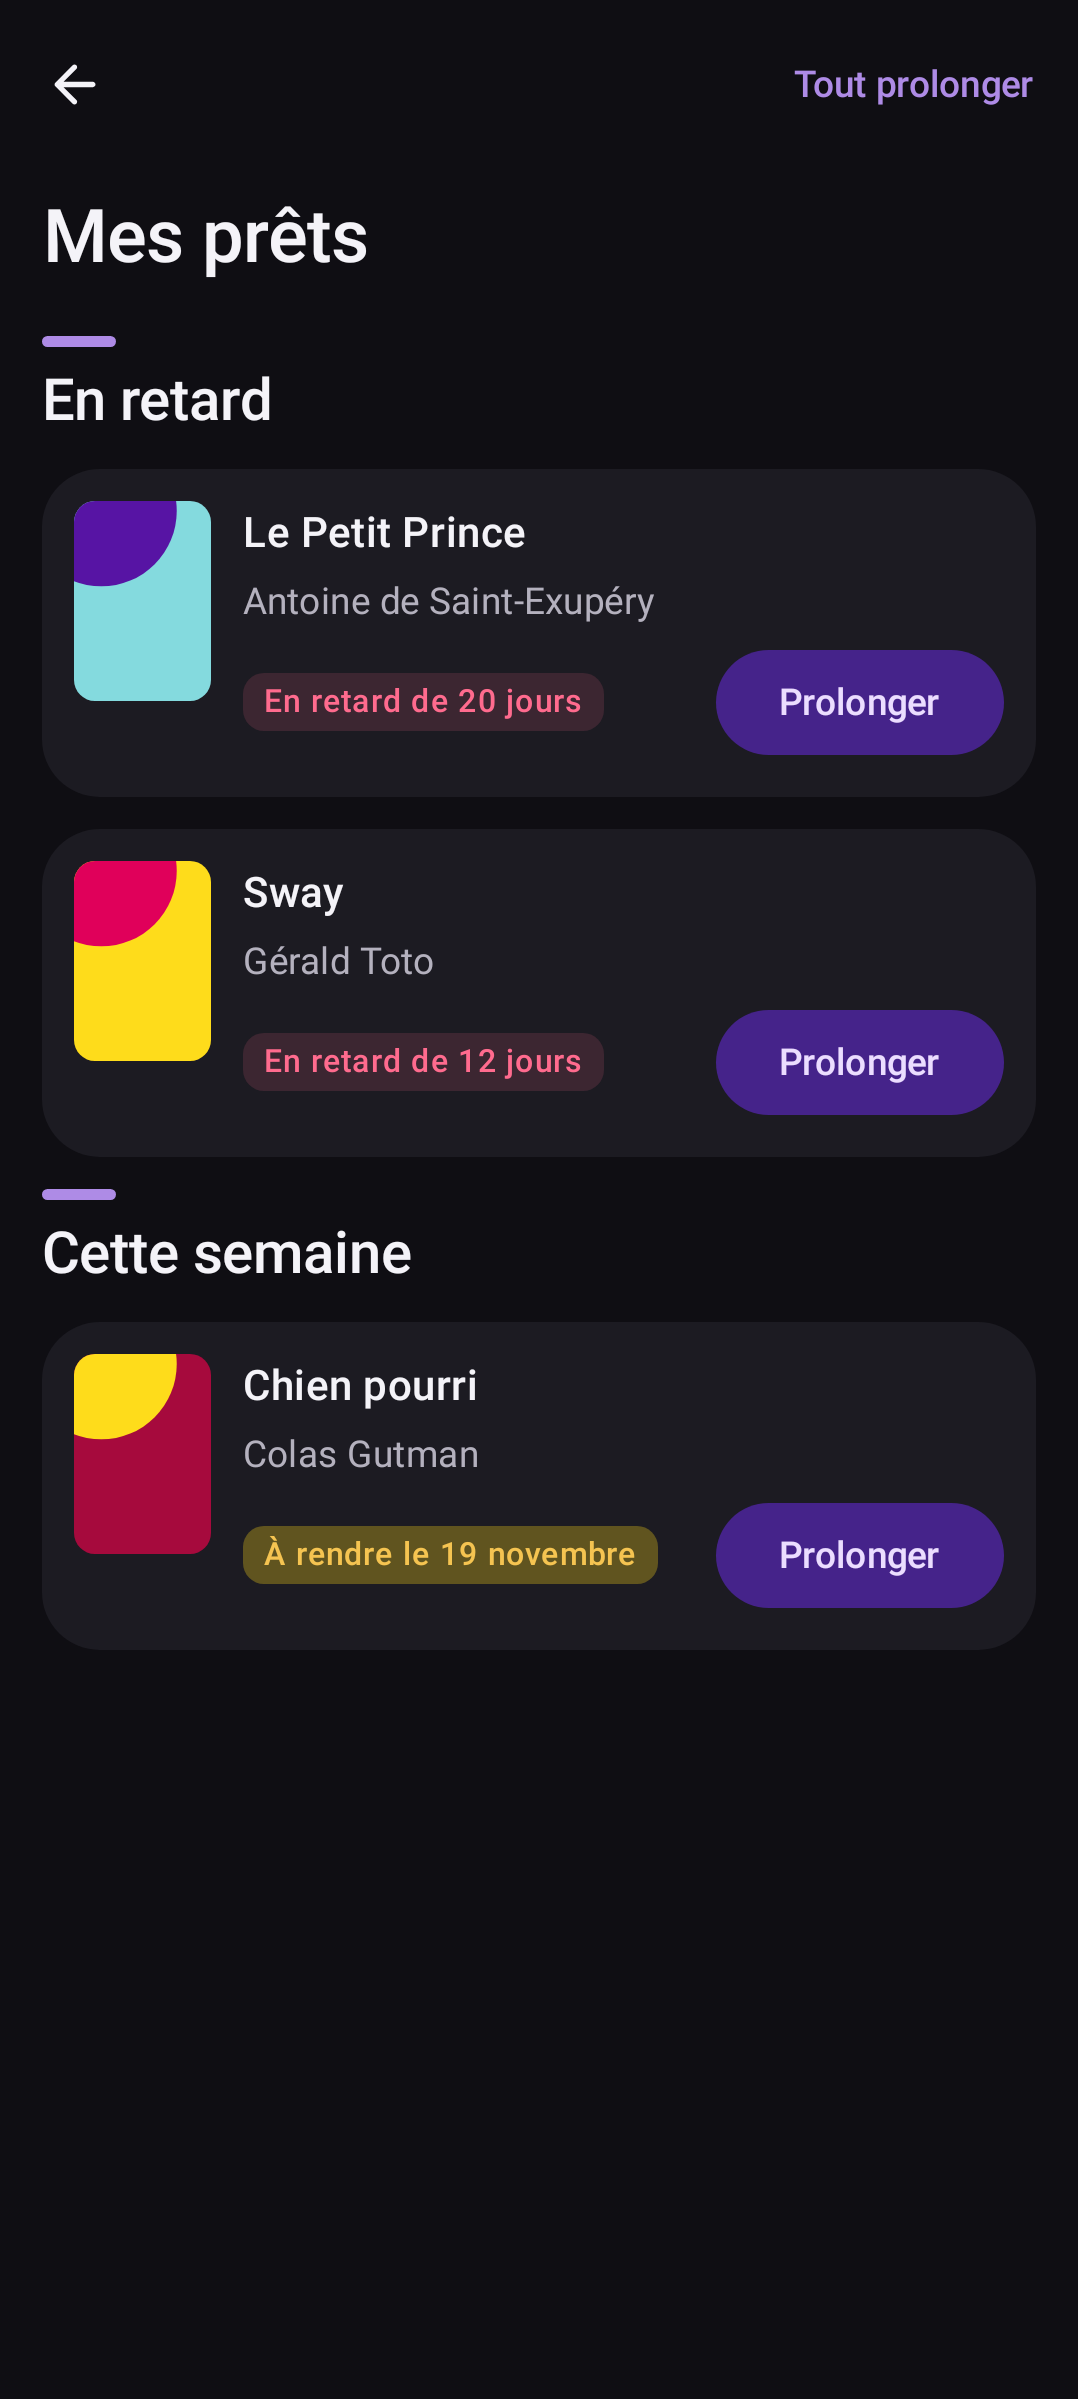 Tout prolonger
Mes prêts
En retard
Le Petit Prince
Antoine de Saint-Exupéry
En retard de 20 jours
Prolonger
Sway
Gérald Toto
En retard de 12 jours
Prolonger
Cette semaine
Chien pourri
Colas Gutman
À rendre le 19 novembre
Prolonger